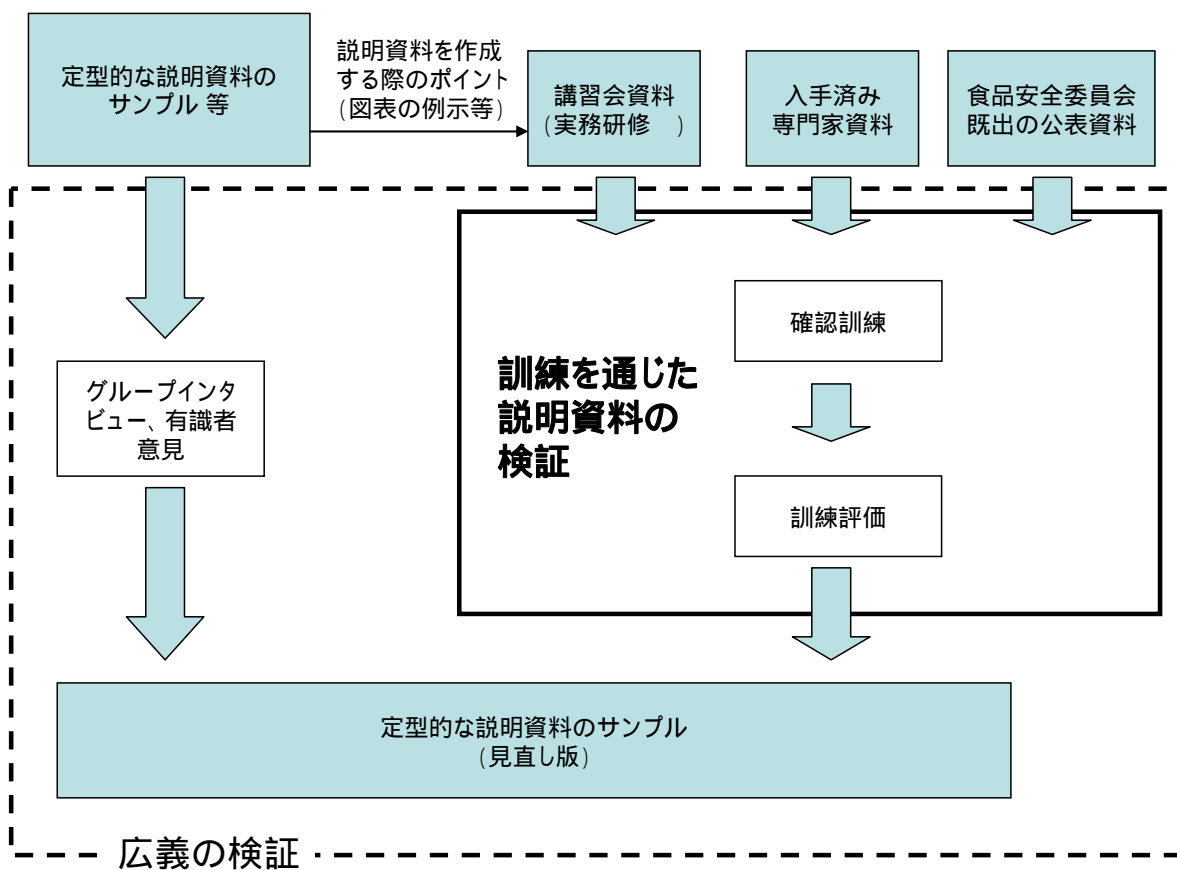 定型的な説明資料の
サンプル 等
説明資料を作成
する際のポイント
(図表の例示等)
講習会資料
(実務研修　)
入手済み
専門家資料
食品安全委員会
既出の公表資料
グループインタ
ビュー、有識者
意見
訓練を通じた
説明資料の
検証
確認訓練
訓練評価
定型的な説明資料のサンプル
(見直し版)
広義の検証